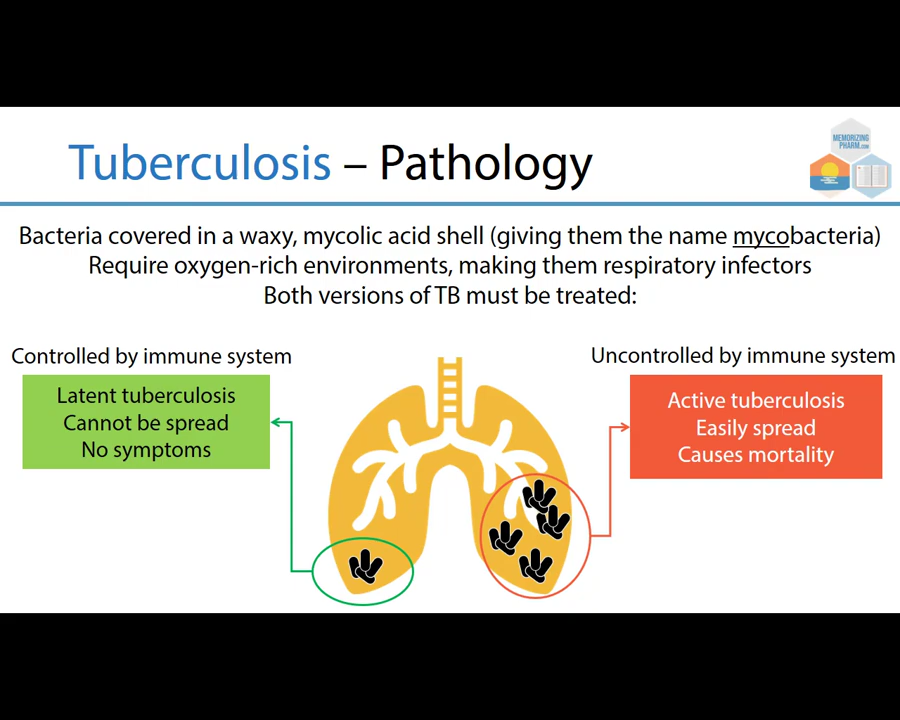 Tuberculosis – Pathology
MEMORIZING
PHARM.COM
Bacteria covered in a waxy, mycolic acid shell (giving them the name mycobacteria)
Require oxygen-rich environments, making them respiratory infectors
Both versions of TB must be treated:
Controlled by immune system
Latent tuberculosis
Cannot be spread
No symptoms
Uncontrolled by immune system
Active tuberculosis
Easily spread
Causes mortality